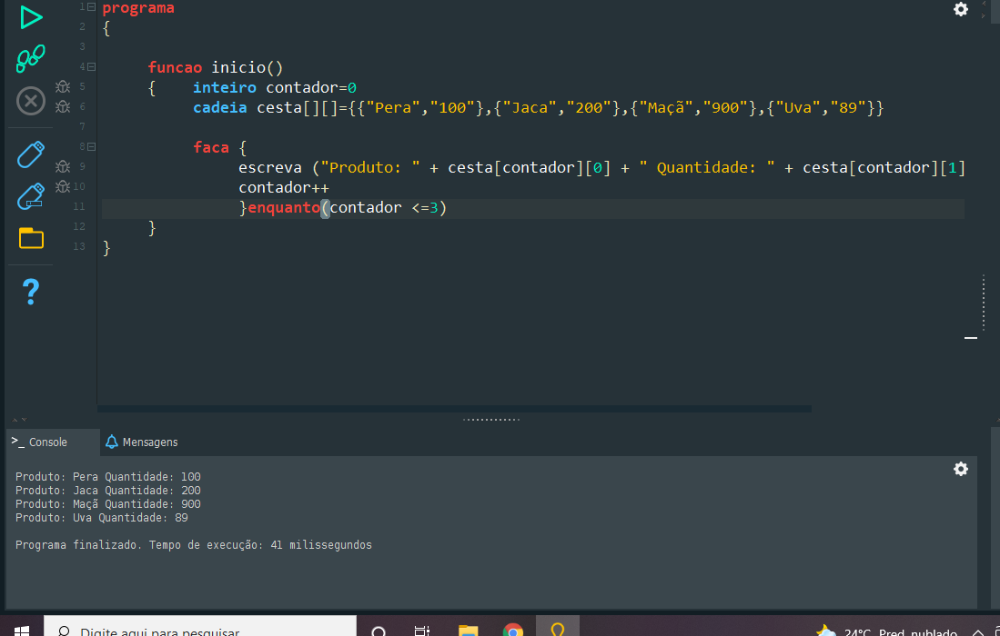 1 programa
2 {
3
4 funcao inicio()
5 { inteiro contador=0
6 cadeia cesta[][]={{"Pera","100"},{"Jaca","200"},{"Maçã","900"},{"Uva","89"}}
7
8 faca {
9 escreva ("Produto: " + cesta[contador][0] + " Quantidade: " + cesta[contador][1]
10 contador++
11 }enquanto(contador <=3)
12 }
13 }
?
>_ Console Mensagens
Produto: Pera Quantidade: 100
Produto: Jaca Quantidade: 200
Produto: Maçã Quantidade: 900
Produto: Uva Quantidade: 89
Programa finalizado. Tempo de execução: 41 milissegundos
Digite aqui para pesquisar
24°C Pred. nublado